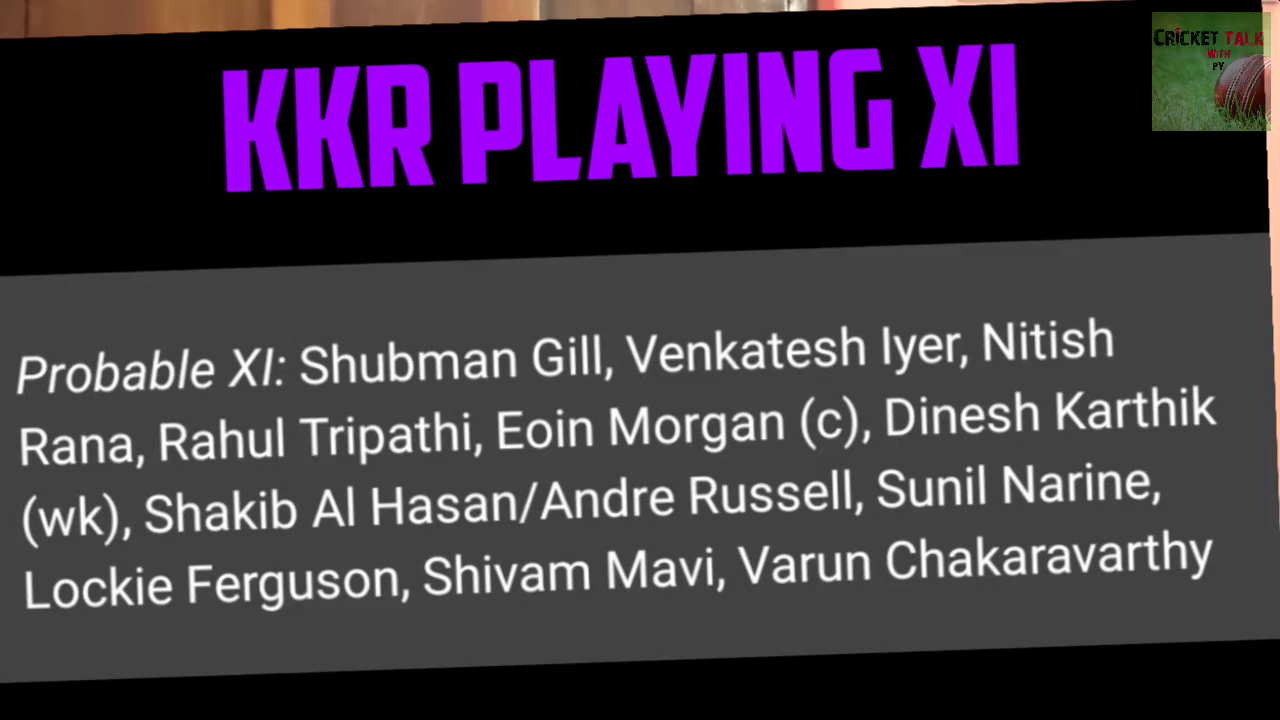 CRICKET TALK
WITH
PY
KKR PLAYING XI
Probable XI: Shubman Gill, Venkatesh Iyer, Nitish
Rana, Rahul Tripathi, Eoin Morgan (c), Dinesh Karthik
(wk), Shakib Al Hasan/Andre Russell, Sunil Narine,
Lockie Ferguson, Shivam Mavi, Varun Chakaravarthy